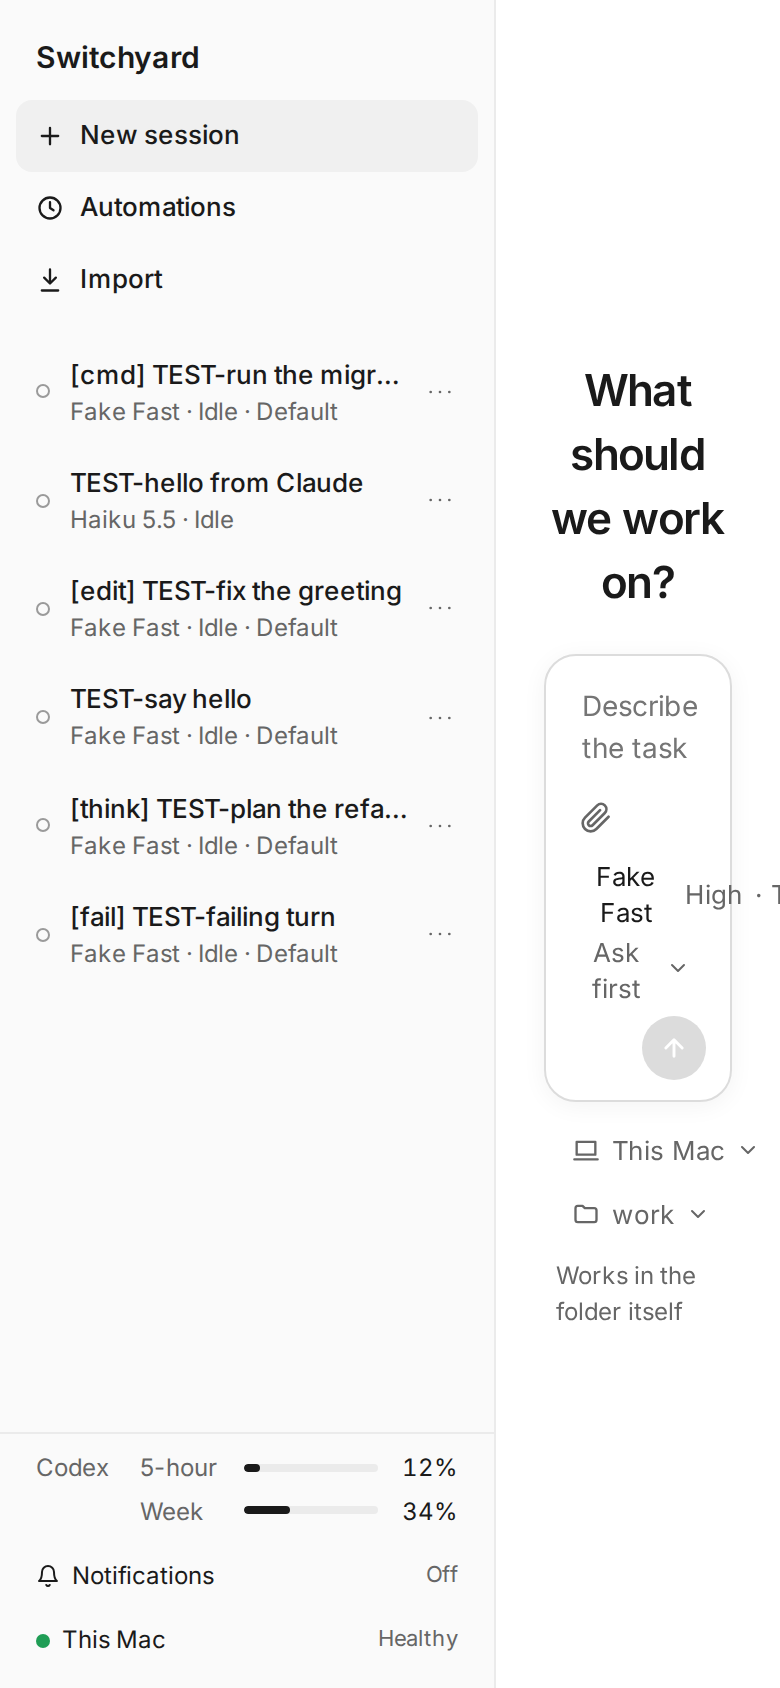 Switchyard
New session
Automations
Import
[cmd] TEST-run the migr...
Fake Fast · Idle · Default
TEST-hello from Claude
Haiku 5.5 · Idle
[edit] TEST-fix the greeting
Fake Fast · Idle · Default
TEST-say hello
Fake Fast · Idle · Default
[think] TEST-plan the refa...
Fake Fast · Idle · Default
[fail] TEST-failing turn
Fake Fast · Idle · Default
Codex 5-hour 12%
Week 34%
Notifications Off
This Mac Healthy
What
should
we work
on?
Describe
the task
Fake
Fast
High · T
Ask
first
This Mac
work
Works in the
folder itself